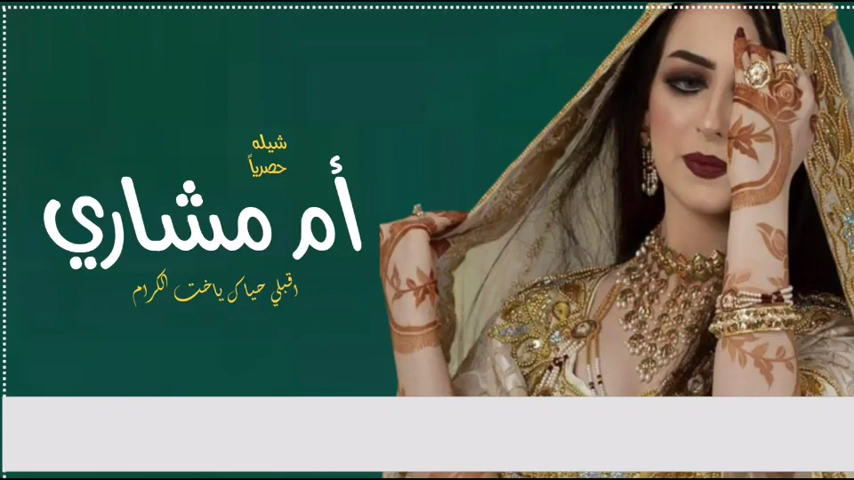 شيله
حصرياً
أم مشاري
اقبلي حياك ياخت الكرام